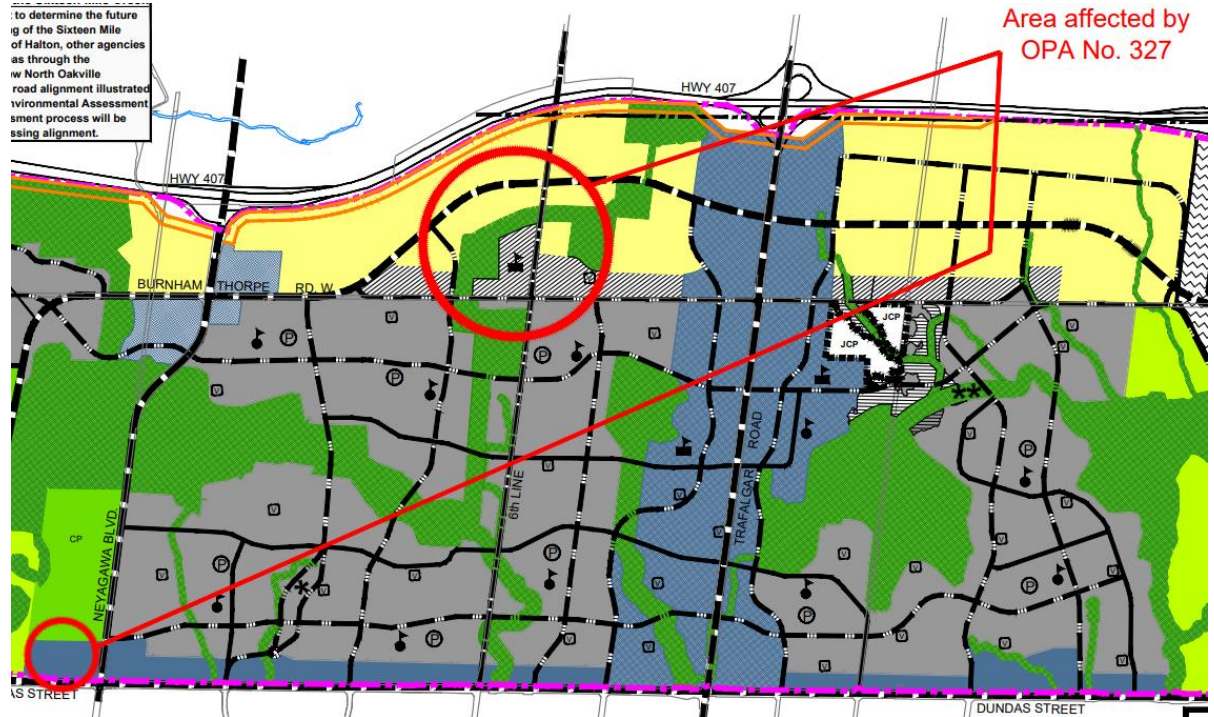 t to determine the future
g of the Sixteen Mile
of Halton, other agencies
as through the
ew North Oakville
road alignment illustrated
nvironmental Assessment
sment process will be
ssing alignment.
Area affected by
OPA No. 327
HWY 407
HWY 407
BURNHAM THORPE RD. W.
JCP
JCP
P
P
P
P
6th LINE
TRAFALGAR ROAD
NEYAGAWA BLVD.
CP
P
P
P
P
P
AS STREET
DUNDAS STREET